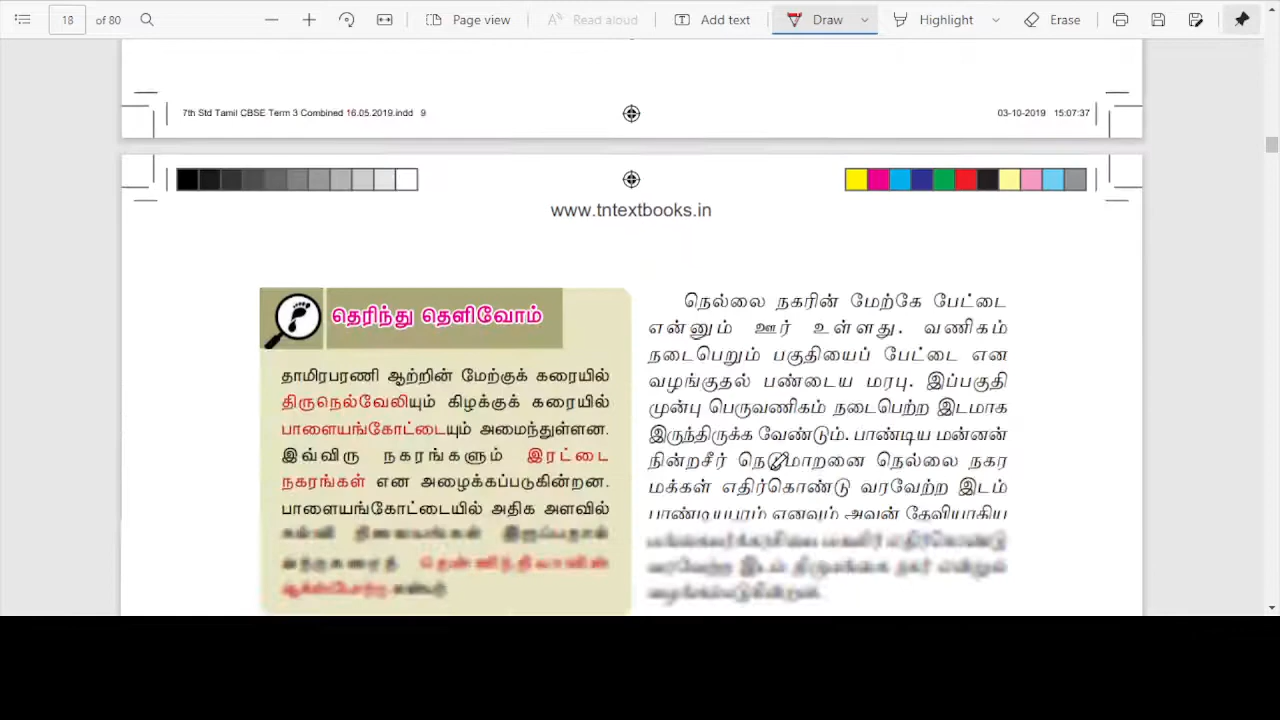 18 of 80 Page view Read aloud Add text Draw Highlight Erase
7th Std Tamil CBSE Term 3 Combined 16.05.2019.indd 9 03-10-2019 15:07:37
www.tntextbooks.in
தெரிந்து தெளிவோம்
தாமிரபரணி ஆற்றின் மேற்குக் கரையில்
திருநெல்வேலியும் கிழக்குக் கரையில்
பாளையங்கோட்டையும் அமைந்துள்ளன.
இவ்விரு நகரங்களும் இரட்டை
நகரங்கள் என அழைக்கப்படுகின்றன.
பாளையங்கோட்டையில் அதிக அளவில்
நெல்லை நகரின் மேற்கே பேட்டை
என்னும் ஊர் உள்ளது. வணிகம்
நடைபெறும் பகுதியைப் பேட்டை என
வழங்குதல் பண்டைய மரபு. இப்பகுதி
முன்பு பெருவணிகம் நடைபெற்ற இடமாக
இருந்திருக்க வேண்டும். பாண்டிய மன்னன்
நின்றசீர் நெடுமாறனை நெல்லை நகர
மக்கள் எதிர்கொண்டு வரவேற்ற இடம்
பாண்டியபுரம் எனவும் அவன் தேவியாகிய